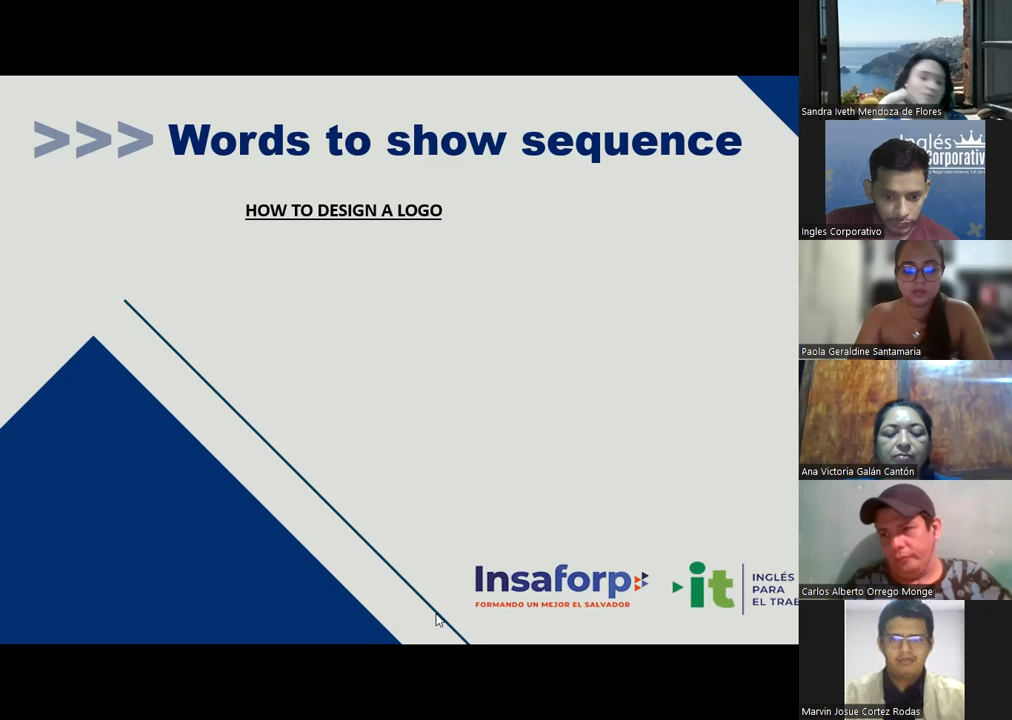 >>> Words to show sequence
HOW TO DESIGN A LOGO
Insaforp
FORMANDO UN MEJOR EL SALVADOR
it
INGLÉS
PARA
EL TRAB
Sandra Iveth Mendoza de Flores
Inglés
corporativ
Ingles Corporativo
Paola Geraldine Santamaría
Ana Victoria Galán Cantón
Carlos Alberto Orrego Monge
Marvin Josue Cortez Rodas